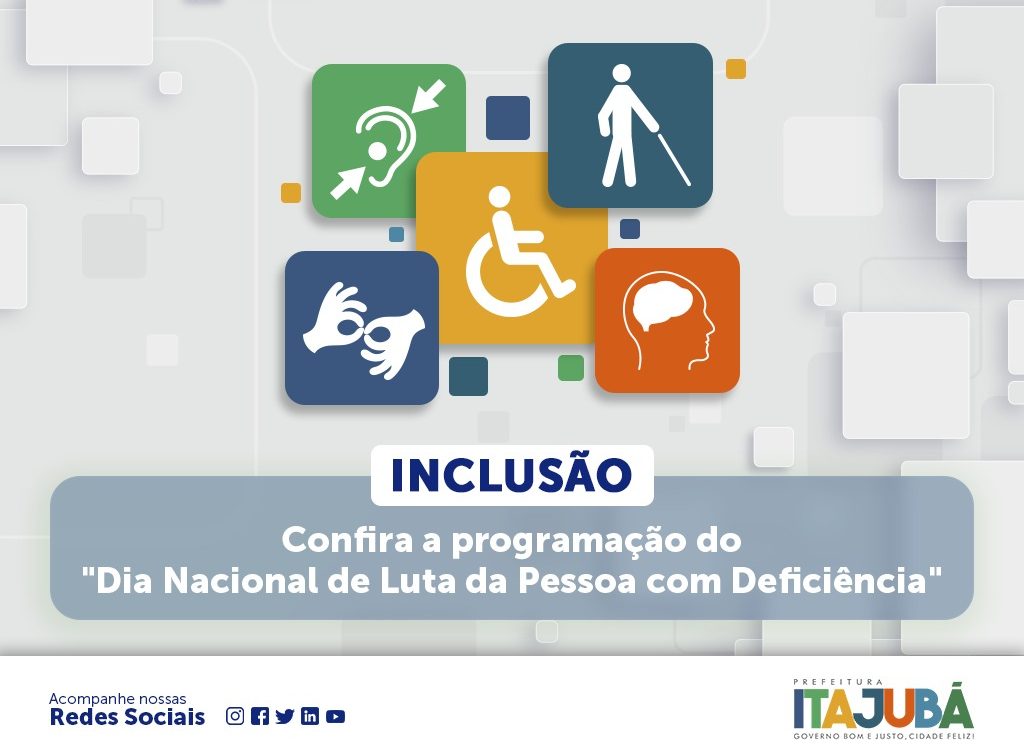 INCLUSÃO
Confira a programação do
"Dia Nacional de Luta da Pessoa com Deficiência"
Acompanhe nossas
Redes Sociais
PREFEITURA
ITAJUBÁ
GOVERNO BOM E JUSTO, CIDADE FELIZ!